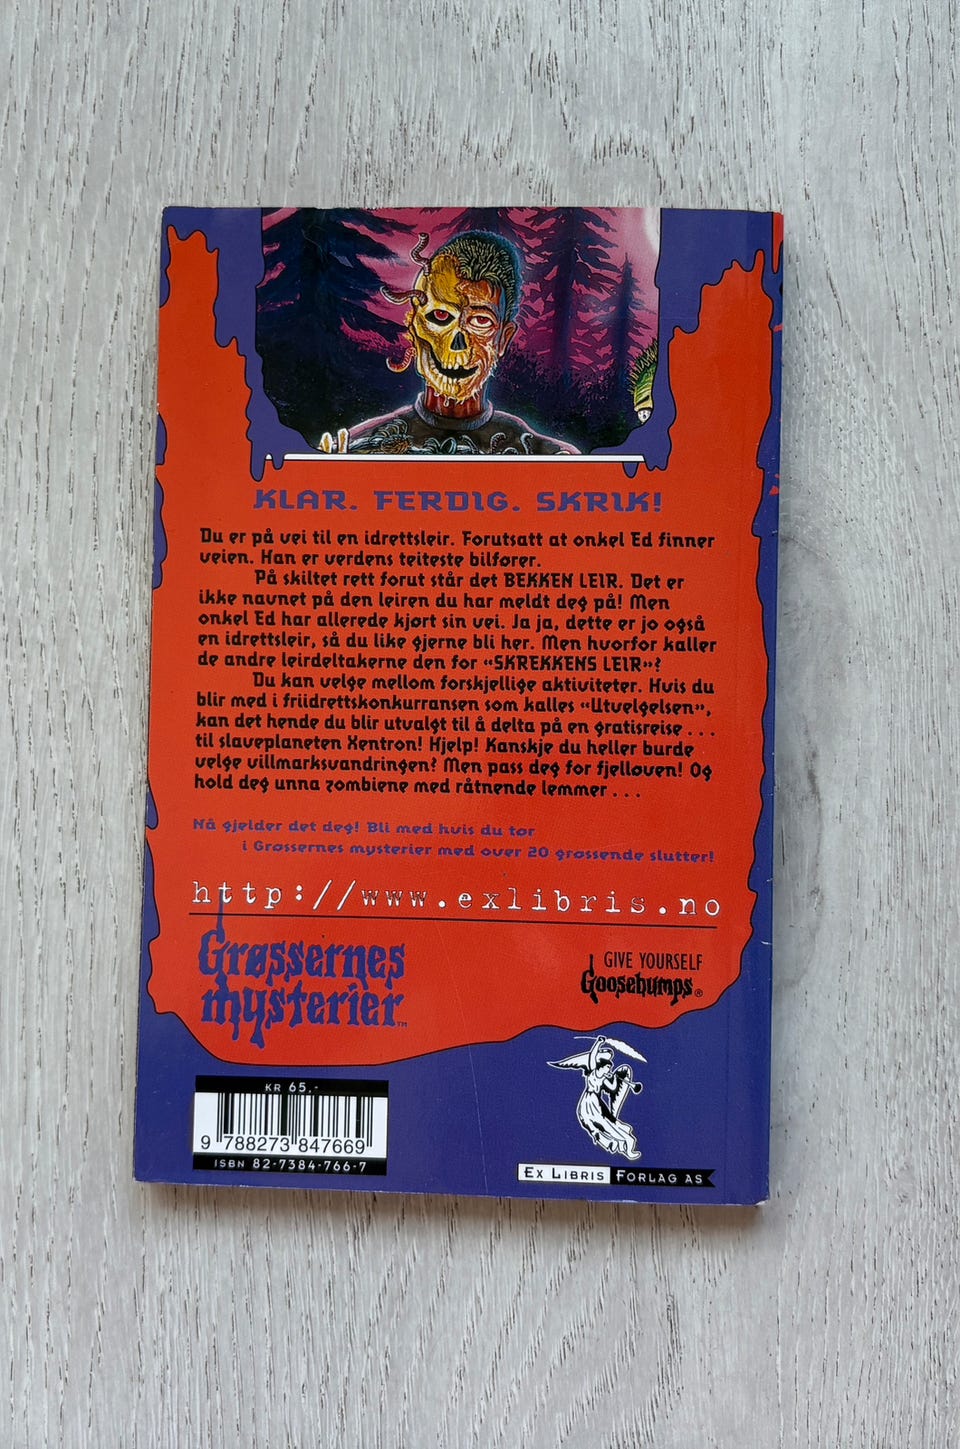 KLAR. FERDIG. SKRIK!
Du er på vei til en idrettsleir. Forutsatt at onkel Ed finner
veien. Han er verdens teiteste bilfører.
På skiltet rett forut står det BEKKEN LEIR. Det er
ikke navnet på den leiren du har meldt deg på! Men
onkel Ed har allerede kjørt sin vei. Ja ja, dette er jo også
en idrettsleir, så du like gjerne bli her. Men hvorfor kaller
de andre leirdeltakerne den for «SKREKKENS LEIR»?
Du kan velge mellom forskjellige aktiviteter. Hvis du
blir med i friidrettskonkurransen som kalles «Utvelgelsen»,
kan det hende du blir utvalgt til å delta på en gratisreise . . .
til slaveplaneten Xentron! Hjelp! Kanskje du heller burde
velge villmarksvandringen? Men pass deg for fjelløven! Og
hold deg unna zombiene med råtnende lemmer . . .
Nå gjelder det deg! Bli med hvis du tør
i Grøssernes mysterier med over 20 grøssende slutter!
http://www.exlibris.no
Grøssernes
mysterier™
GIVE YOURSELF
Goosebumps®
KR 65,-
9 788273 847669
ISBN 82-7384-766-7
EX LIBRIS FORLAG AS